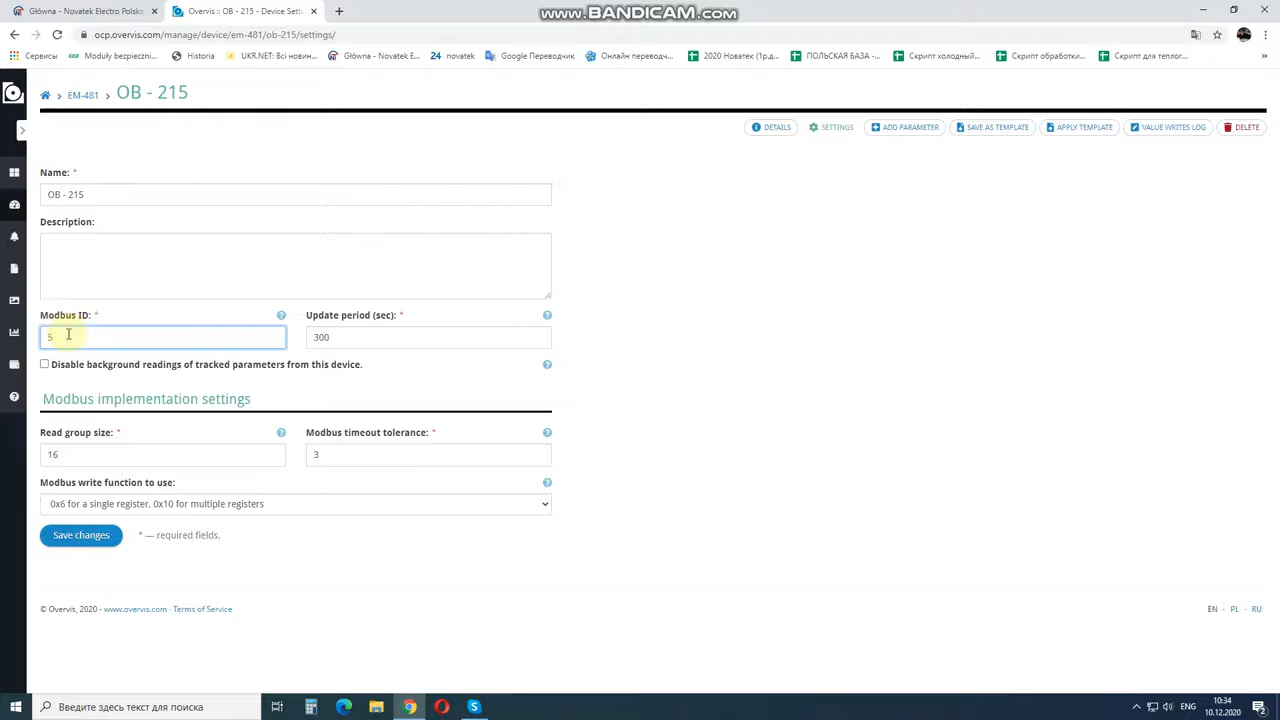 www.BANDICAM.com
Główna - Novatek Electro Polska
Overvis :: OB - 215 - Device Setti
ocp.overvis.com/manage/device/em-481/ob-215/settings/
Сервисы
Moduły bezpieczni...
Historia
UKR.NET: Всі новин...
Główna - Novatek E...
24 novatek
Google Переводчик
Онлайн переводч...
2020 Новатек (1р.д...
ПОЛЬСКАЯ БАЗА -...
Скрипт холодный...
Скрипт обработки...
Скрипт для теплог...
EM-481
OB - 215
DETAILS
SETTINGS
ADD PARAMETER
SAVE AS TEMPLATE
APPLY TEMPLATE
VALUE WRITES LOG
DELETE
Name: *
OB - 215
Description:
Modbus ID: *
Update period (sec): *
5
300
Disable background readings of tracked parameters from this device.
Modbus implementation settings
Read group size: *
Modbus timeout tolerance: *
16
3
Modbus write function to use:
0x6 for a single register, 0x10 for multiple registers
Save changes
* — required fields.
© Overvis, 2020 - www.overvis.com · Terms of Service
EN - PL - RU
Введите здесь текст для поиска
ENG
10:34
10.12.2020
2